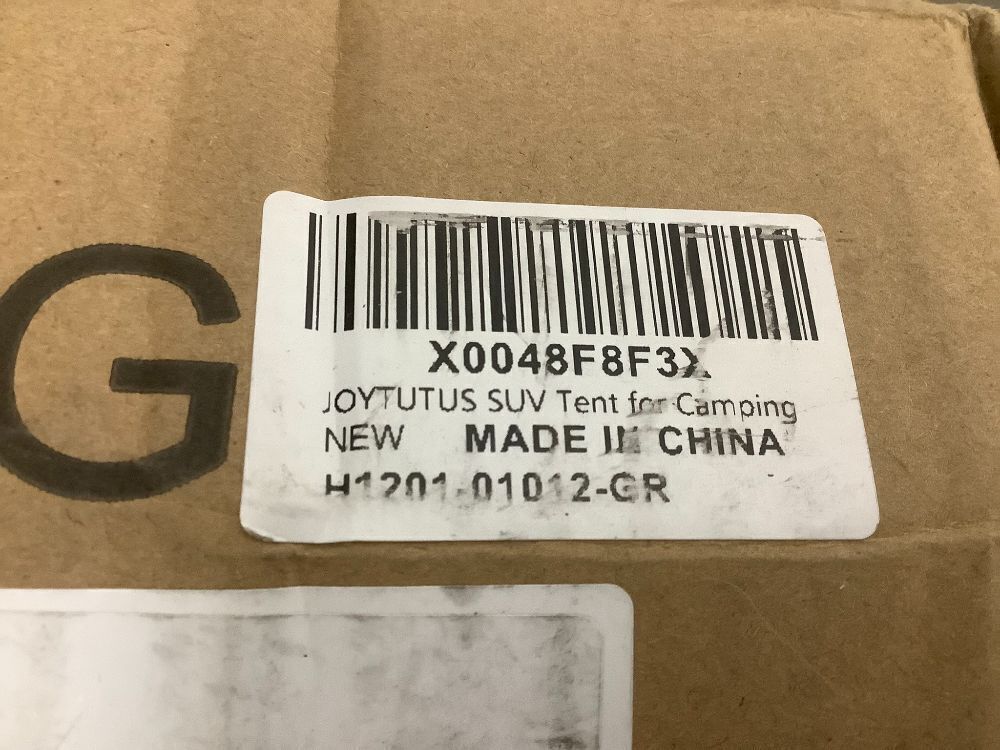 G
X0048F8F3X
JOYTUTUS SUV Tent for Camping
NEW MADE IN CHINA
H1201-01012-GR